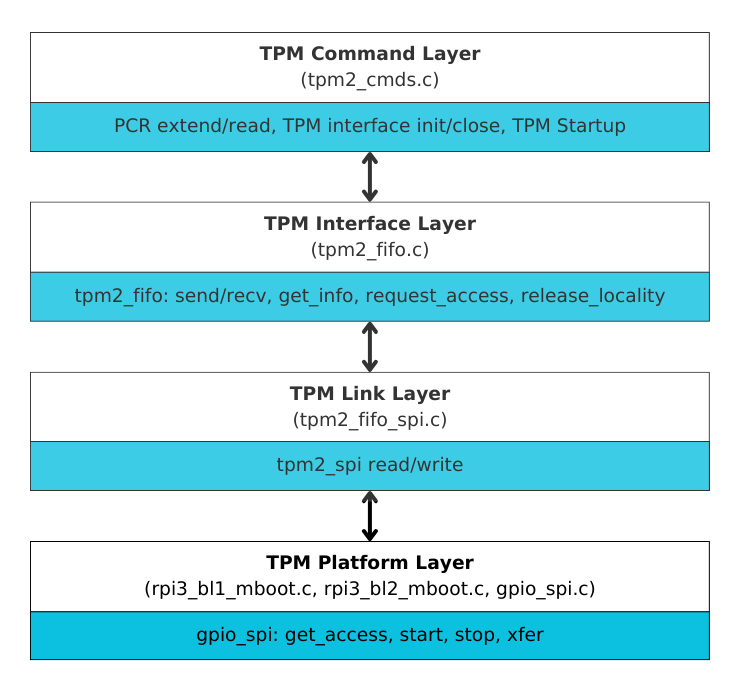 TPM Command Layer
(tpm2_cmds.c)
PCR extend/read, TPM interface init/close, TPM Startup
TPM Interface Layer
(tpm2_fifo.c)
tpm2_fifo: send/recv, get_info, request_access, release_locality
TPM Link Layer
(tpm2_fifo_spi.c)
tpm2_spi read/write
TPM Platform Layer
(rpi3_bl1_mboot.c, rpi3_bl2_mboot.c, gpio_spi.c)
gpio_spi: get_access, start, stop, xfer